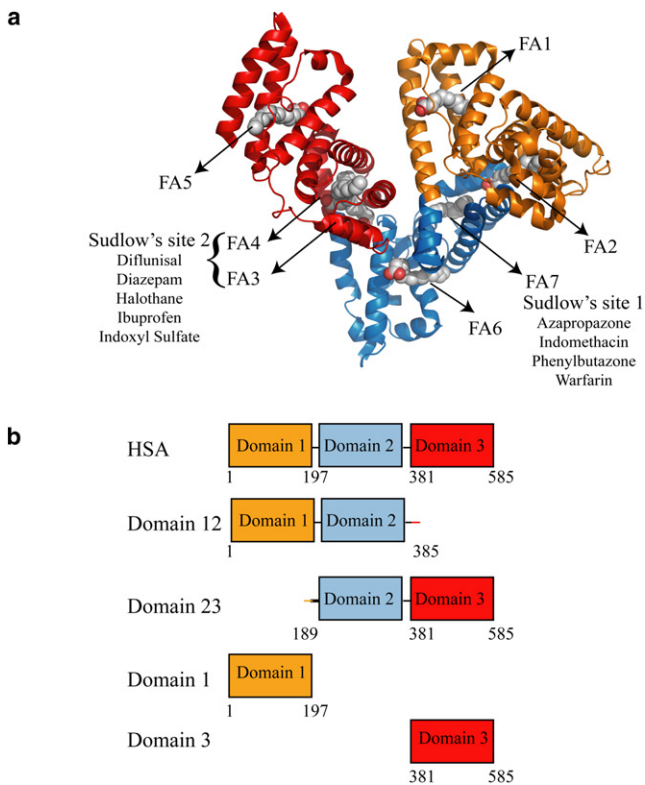 a
FA1
FA5
FA2
Sudlow's site 2
FA4
FA3
Diflunisal
Diazepam
Halothane
Ibuprofen
Indoxyl Sulfate
FA7
FA6
Sudlow's site 1
Azapropazone
Indomethacin
Phenylbutazone
Warfarin
b
HSA Domain 1 Domain 2 Domain 3
1 197 381 585
Domain 12 Domain 1 Domain 2
1 385
Domain 23 Domain 2 Domain 3
189 381 585
Domain 1 Domain 1
1 197
Domain 3 Domain 3
381 585